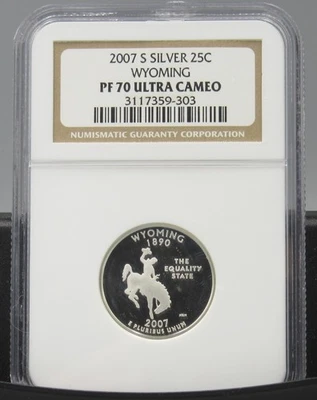 2007 S SILVER 25C
WYOMING
PF 70 ULTRA CAMEO
3117359-303
NUMISMATIC GUARANTY CORPORATION
WYOMING
1890
THE
EQUALITY
STATE
2007
E PLURIBUS UNUM